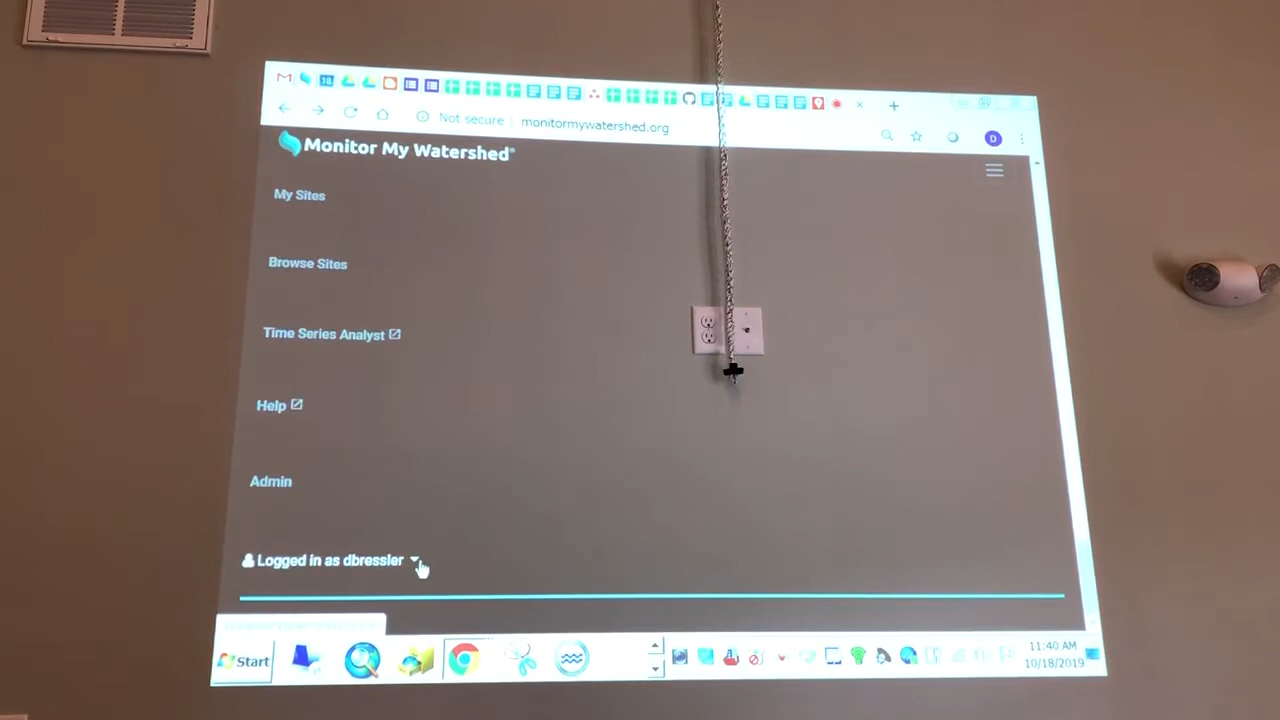 18
Not secure | monitormywatershed.org
D
Monitor My Watershed®
My Sites
Browse Sites
Time Series Analyst
Help
Admin
Logged in as dbressler
Start
11:40 AM
10/18/2019